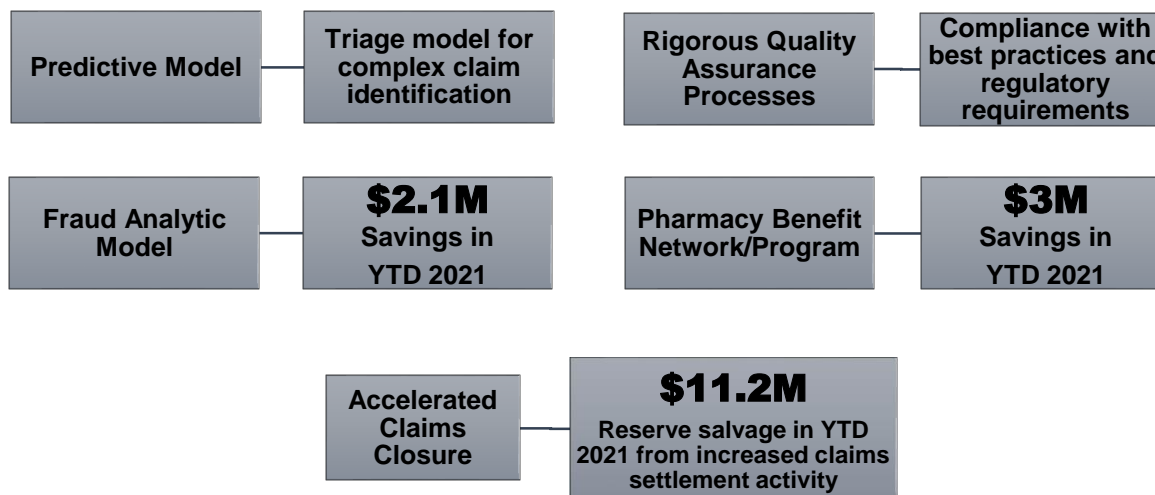 Predictive Model
Triage model for
complex claim
identification
Rigorous Quality
Assurance
Processes
Compliance with
best practices and
regulatory
requirements
Fraud Analytic
Model
$2.1M
Savings in
YTD 2021
Pharmacy Benefit
Network/Program
$3M
Savings in
YTD 2021
Accelerated
Claims
Closure
$11.2M
Reserve salvage in YTD
2021 from increased claims
settlement activity